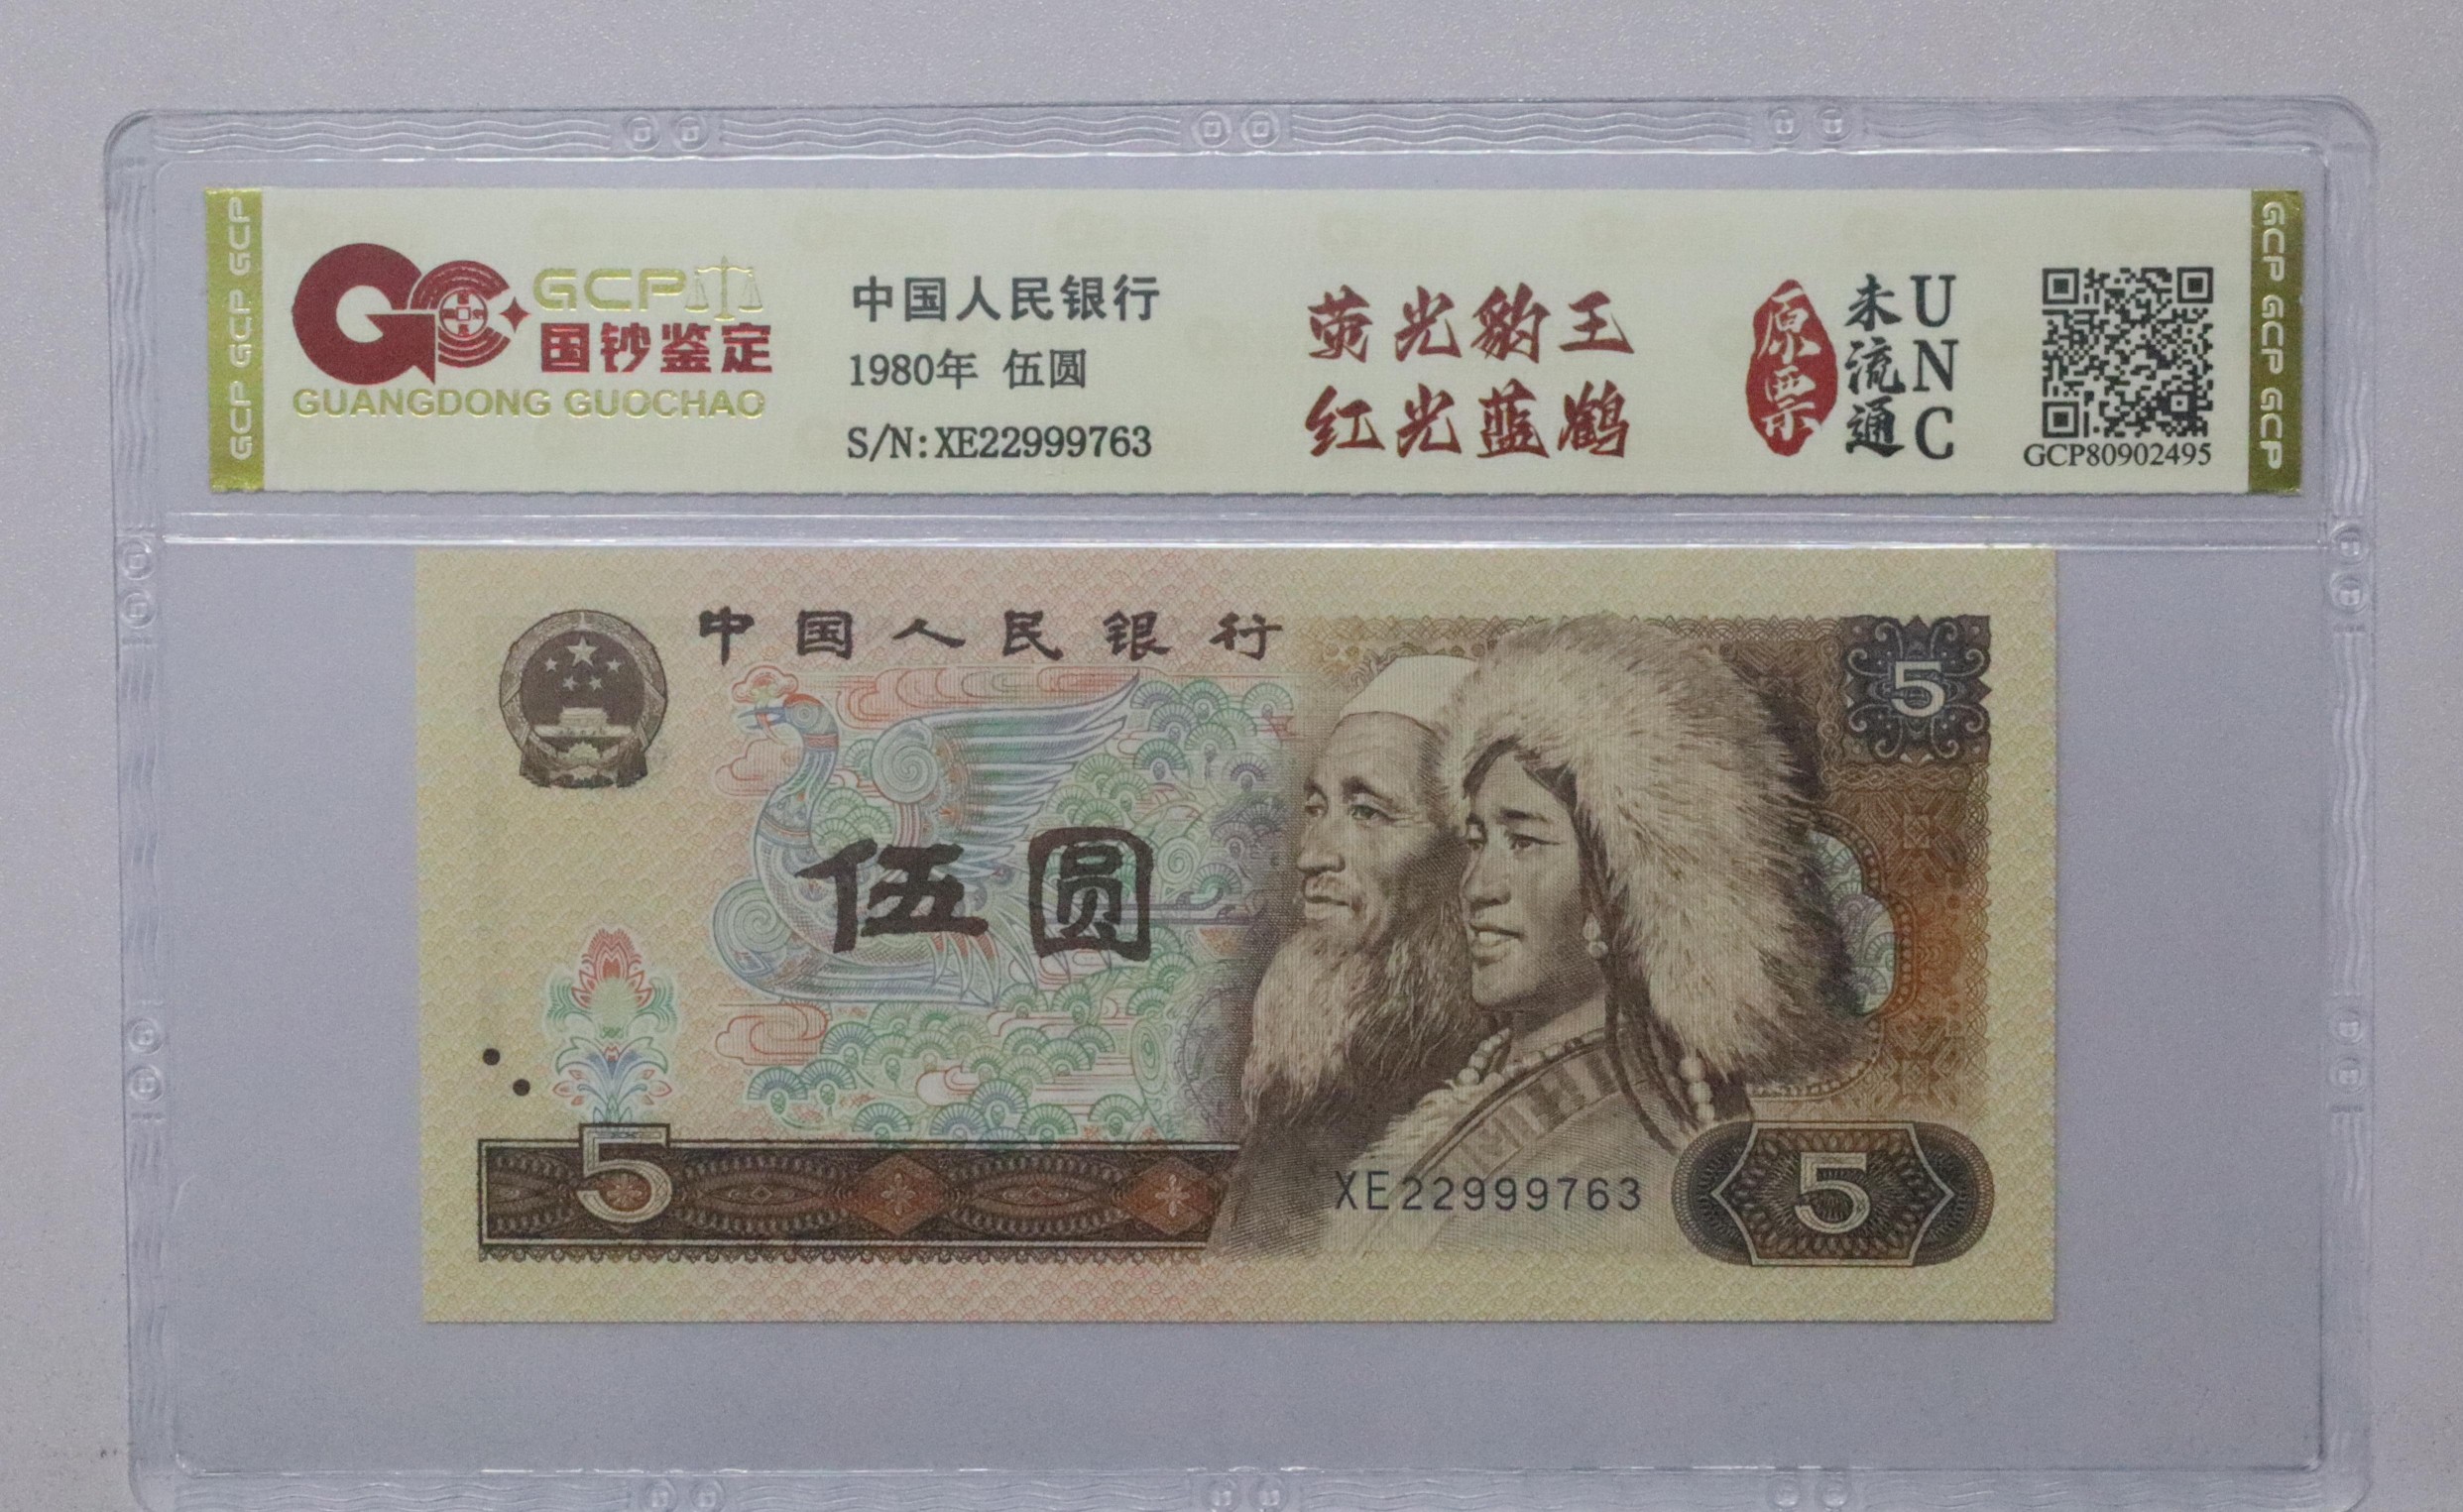 GCP GCP GCP
GCP
国钞鉴定
GUANGDONG GUOCHAO
中国人民银行
1980年 伍圆
S/N:XE22999763
荧光豹王
红光蓝鹤
原票
未流通
UNC
GCP80902495
GCP GCP GCP GCP
中国人民银行
5
伍圆
5
XE22999763
5